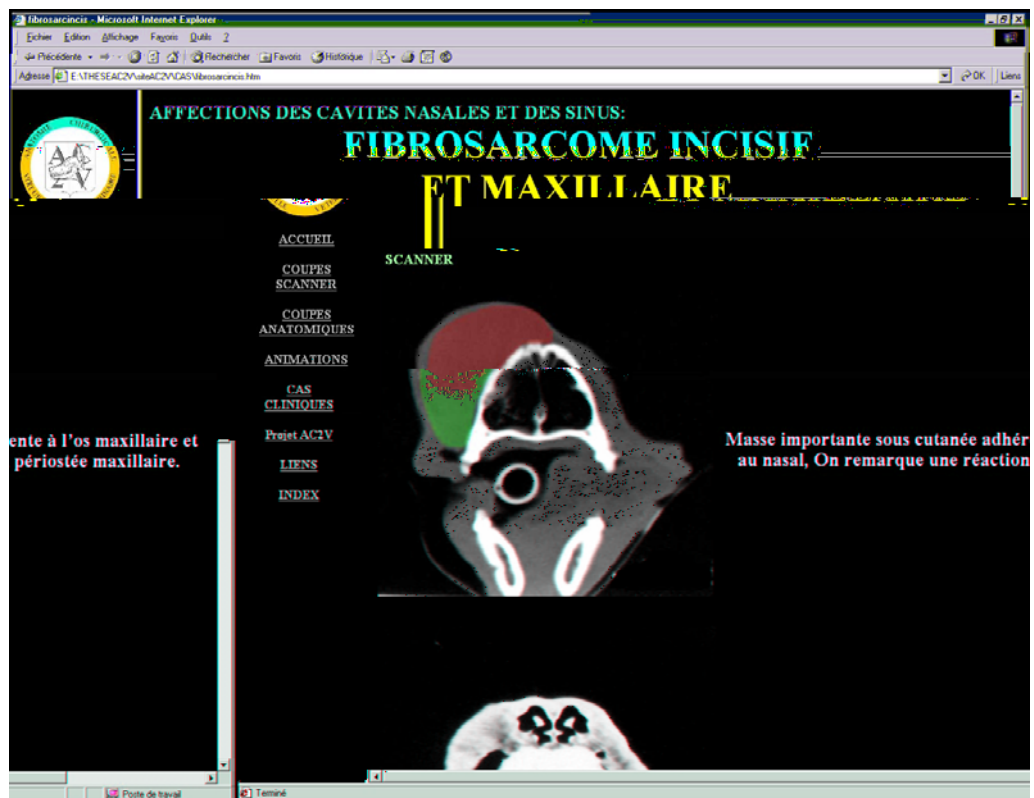 fibrosarcincis - Microsoft Internet Explorer
Echier Edition Affichage Favoris Outils ?
Précédente Rechercher Favoris Historique
Adresse E:\THESEAC2V\siteAC2V\CAS\fibrosarcincis.htm OK Liens
AFFECTIONS DES CAVITES NASALES ET DES SINUS:
FIBROSARCOME INCISIF
ET MAXILLAIRE
ACCUEIL
SCANNER
COUPES
SCANNER
COUPES
ANATOMIQUES
ANIMATIONS
CAS
CLINIQUES
Projet AC2V
LIENS
INDEX
ente à l'os maxillaire et
périostée maxillaire.
Masse importante sous cutanée adhér
au nasal, On remarque une réaction
Poste de travail
Terminé